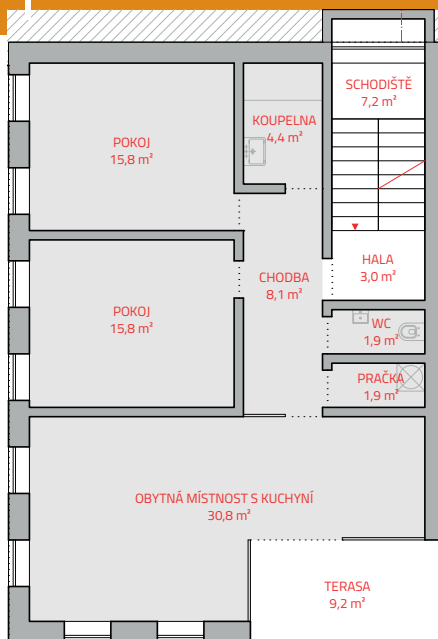 SCHODIŠTĚ
7,2 m²
KOUPELNA
4,4 m²
POKOJ
15,8 m²
HALA
3,0 m²
CHODBA
8,1 m²
POKOJ
15,8 m²
WC
1,9 m²
PRAČKA
1,9 m²
OBYTNÁ MÍSTNOST S KUCHYNÍ
30,8 m²
TERASA
9,2 m²